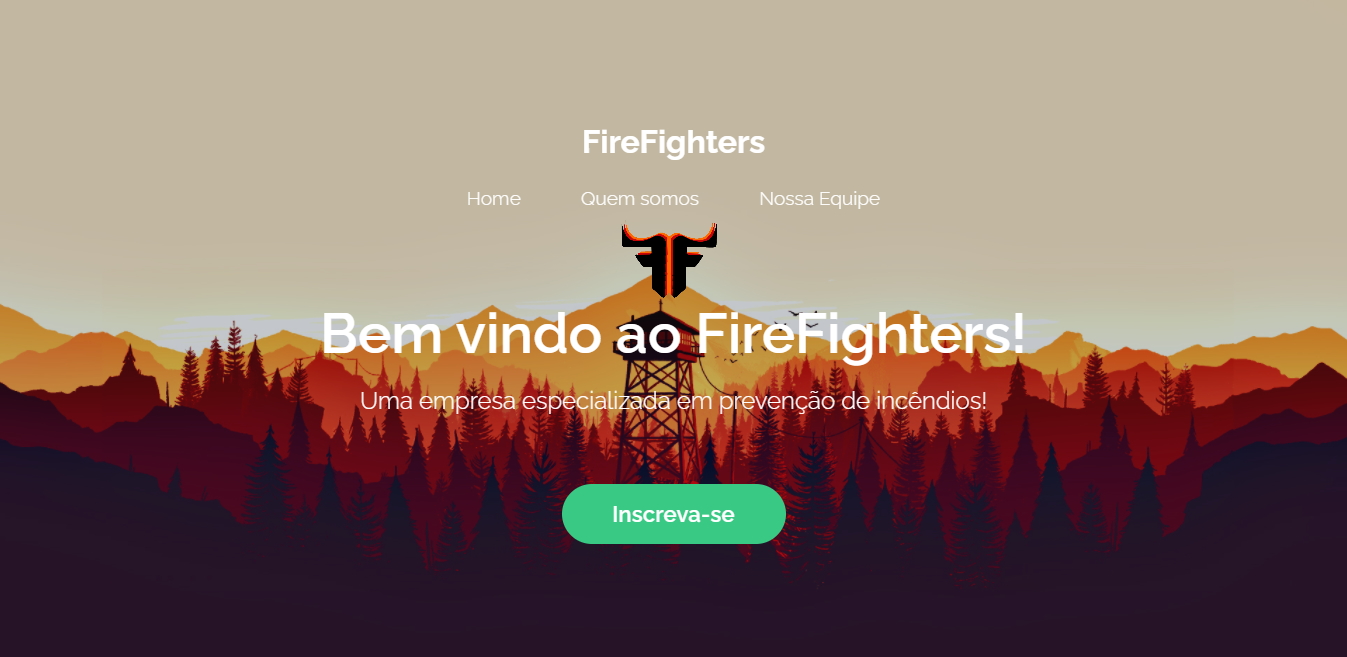 FireFighters
Home Quem somos Nossa Equipe
Bem vindo ao FireFighters!
Uma empresa especializada em prevenção de incêndios!
Inscreva-se